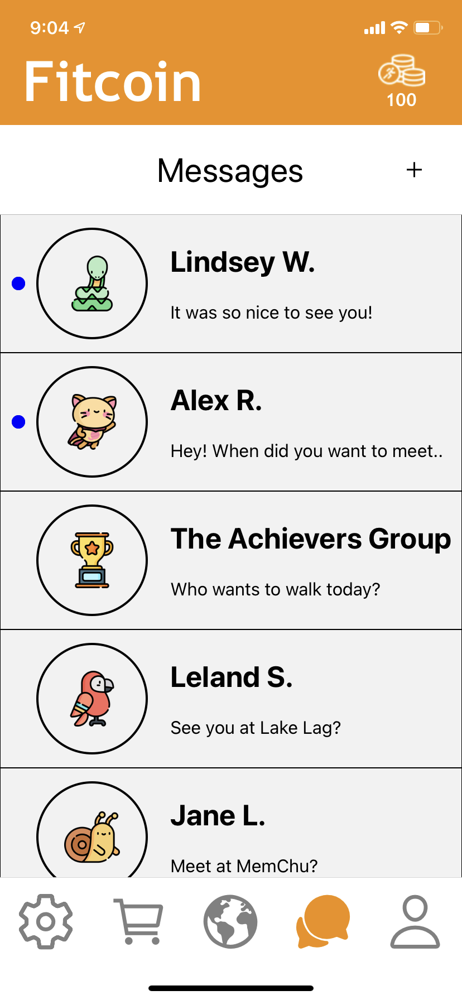 9:04
Fitcoin
100
Messages
+
Lindsey W.
It was so nice to see you!
Alex R.
Hey! When did you want to meet..
The Achievers Group
Who wants to walk today?
Leland S.
See you at Lake Lag?
Jane L.
Meet at MemChu?